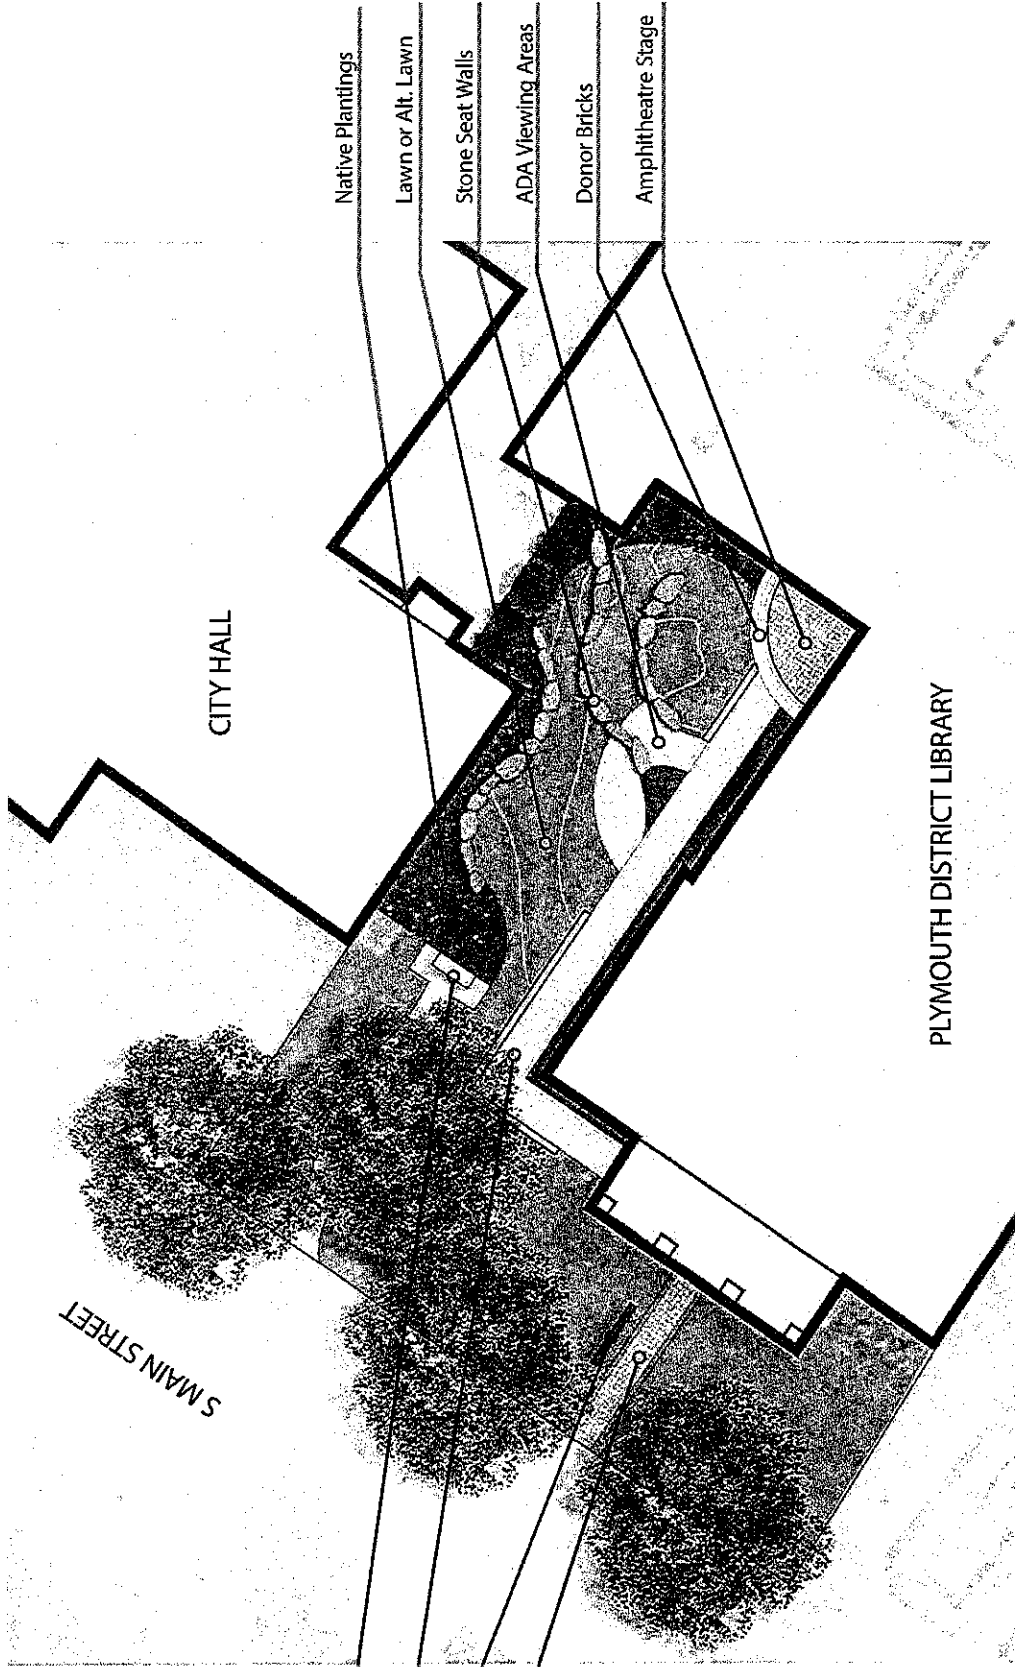 Native Plantings
Lawn or Alt. Lawn
Stone Seat Walls
ADA Viewing Areas
Donor Bricks
Amphitheatre Stage
CITY HALL
PLYMOUTH DISTRICT LIBRARY
S MAIN STREET